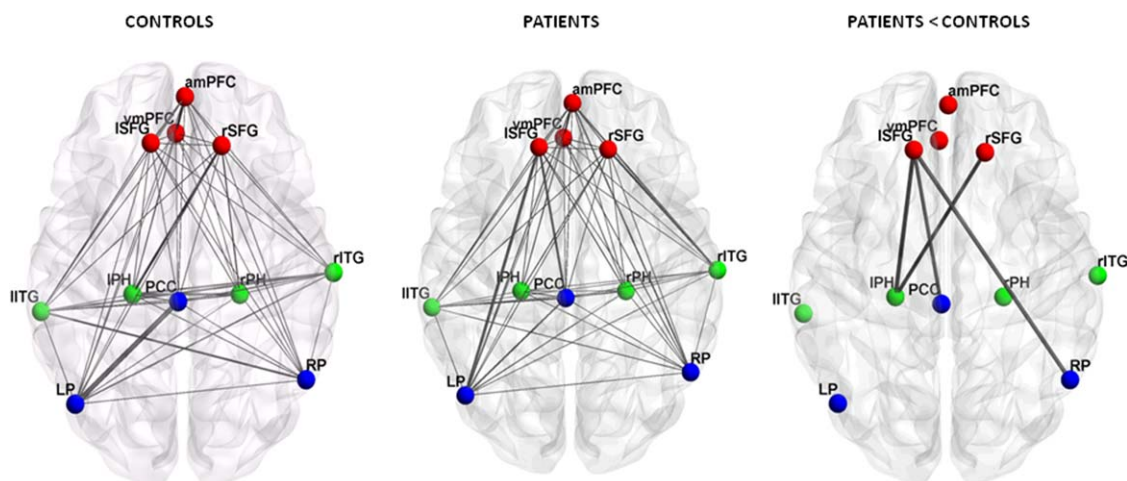 CONTROLS
PATIENTS
PATIENTS < CONTROLS
amPFC
vmPFC
lSFG
rSFG
rITG
lPH
PCC
rPH
lITG
RP
LP
amPFC
vmPFC
lSFG
rSFG
rITG
lPH
PCC
rPH
lITG
RP
LP
amPFC
vmPFC
lSFG
rSFG
rITG
lPH
PCC
rPH
lITG
RP
LP